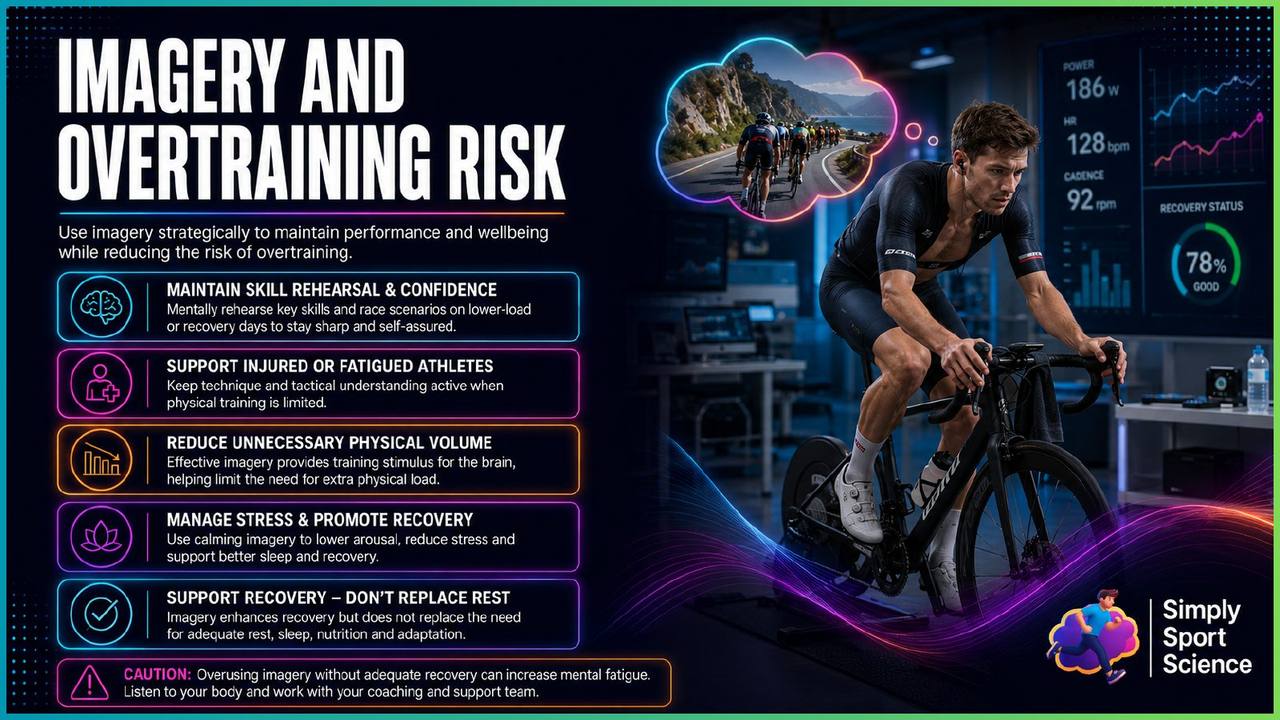 IMAGERY AND
OVERTRAINING RISK
Use imagery strategically to maintain performance and wellbeing
while reducing the risk of overtraining.
MAINTAIN SKILL REHEARSAL & CONFIDENCE
Mentally rehearse key skills and race scenarios on lower-load
or recovery days to stay sharp and self-assured.
SUPPORT INJURED OR FATIGUED ATHLETES
Keep technique and tactical understanding active when
physical training is limited.
REDUCE UNNECESSARY PHYSICAL VOLUME
Effective imagery provides training stimulus for the brain,
helping limit the need for extra physical load.
MANAGE STRESS & PROMOTE RECOVERY
Use calming imagery to lower arousal, reduce stress and
support better sleep and recovery.
SUPPORT RECOVERY – DON'T REPLACE REST
Imagery enhances recovery but does not replace the need
for adequate rest, sleep, nutrition and adaptation.
CAUTION: Overusing imagery without adequate recovery can increase mental fatigue.
Listen to your body and work with your coaching and support team.
POWER
186 W
HR
128 bpm
CADENCE
92 rpm
RECOVERY STATUS
78%
GOOD
Simply
Sport
Science